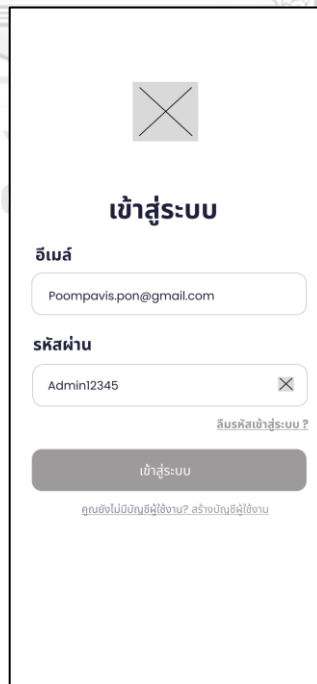 เข้าสู่ระบบ
อีเมล์
Poompavis.pon@gmail.com
รหัสผ่าน
Admin12345
ลืมรหัสเข้าสู่ระบบ ?
เข้าสู่ระบบ
คุณยังไม่มีบัญชีผู้ใช้งาน? สร้างบัญชีผู้ใช้งาน